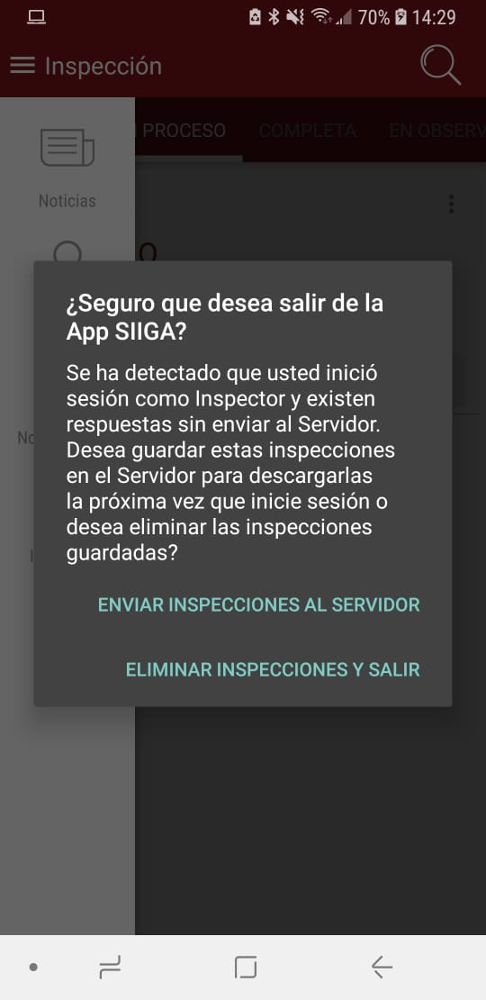 70% 14:29
Inspección
PROCESO COMPLETA EN OBSERV
Noticias
¿Seguro que desea salir de la
App SIIGA?
Se ha detectado que usted inició
sesión como Inspector y existen
respuestas sin enviar al Servidor.
Desea guardar estas inspecciones
en el Servidor para descargarlas
la próxima vez que inicie sesión o
desea eliminar las inspecciones
guardadas?
ENVIAR INSPECCIONES AL SERVIDOR
ELIMINAR INSPECCIONES Y SALIR